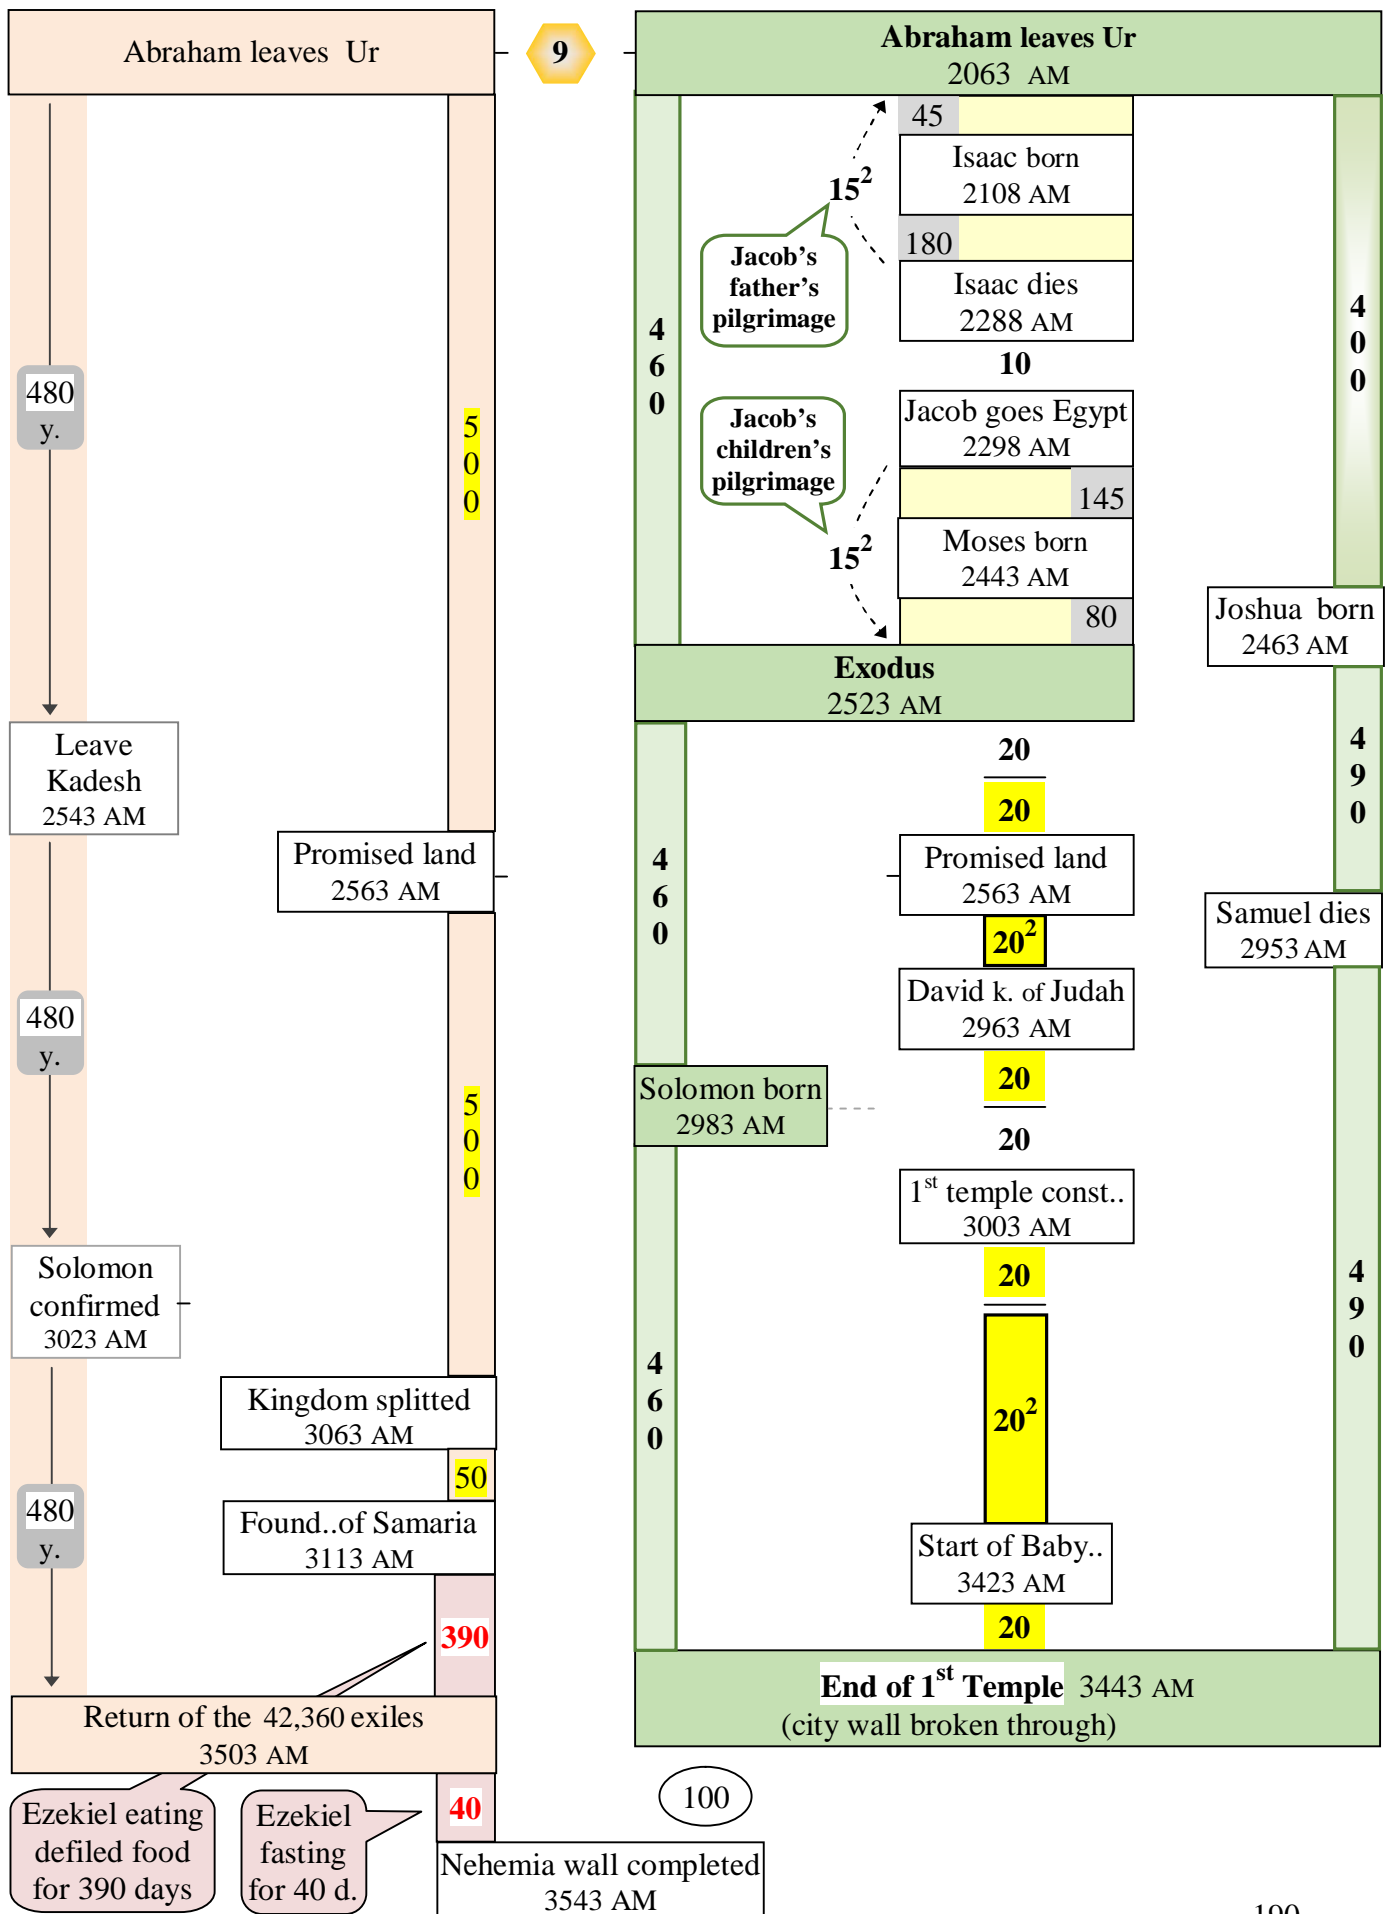 Abraham leaves Ur
9
Abraham leaves Ur
2063 AM
45
Isaac born
2108 AM
15²
180
Jacob's
father's
pilgrimage
Isaac dies
2288 AM
4
6
0
4
0
0
10
480
y.
5
0
0
Jacob's
children's
pilgrimage
Jacob goes Egypt
2298 AM
145
15²
Moses born
2443 AM
80
Joshua born
2463 AM
Exodus
2523 AM
Leave
Kadesh
2543 AM
20
20
4
9
0
Promised land
2563 AM
4
6
0
Promised land
2563 AM
20²
Samuel dies
2953 AM
480
y.
David k. of Judah
2963 AM
20
5
0
0
Solomon born
2983 AM
20
1st temple const..
3003 AM
Solomon
confirmed
3023 AM
20
4
9
0
Kingdom splitted
3063 AM
4
6
0
20²
50
480
y.
Found..of Samaria
3113 AM
Start of Baby..
3423 AM
390
20
Return of the 42,360 exiles
3503 AM
End of 1st Temple 3443 AM
(city wall broken through)
Ezekiel eating
defiled food
for 390 days
Ezekiel
fasting
for 40 d.
40
100
Nehemia wall completed
3543 AM